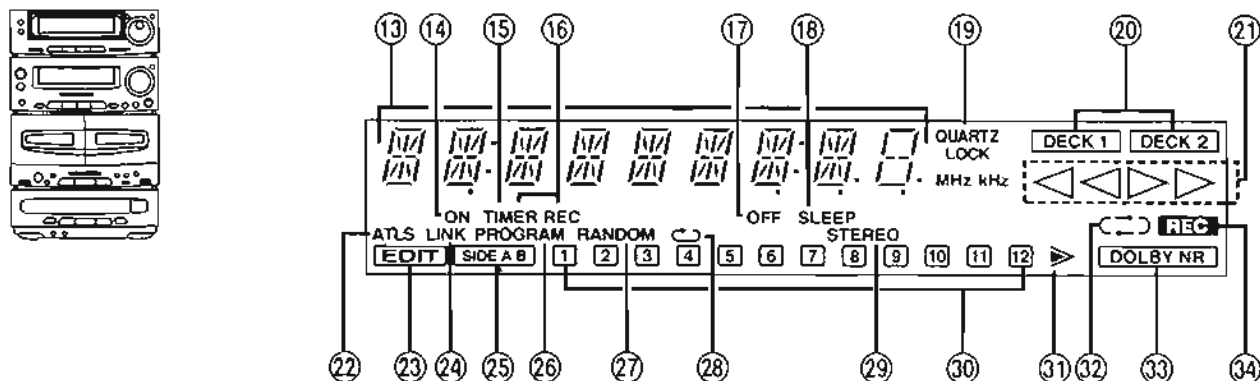 13 14 15 16 17 18 19 20 21
QUARTZ DECK 1 DECK 2
LOCK
MHz kHz
ON TIMER REC OFF SLEEP
ATLS LINK PROGRAM RANDOM STEREO REC
EDIT SIDE A B 1 2 3 4 5 6 7 8 9 10 11 12 DOLBY NR
22 23 24 25 26 27 28 29 30 31 32 33 34